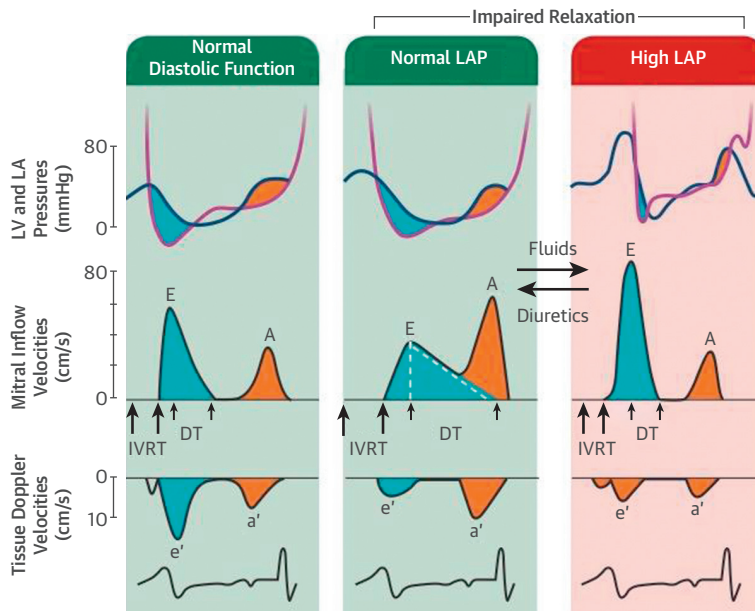 Impaired Relaxation
Normal
Diastolic Function
Normal LAP
High LAP
LV and LA
Pressures
(mmHg)
80
0
Fluids
Diuretics
Mitral Inflow
Velocities
(cm/s)
80
0
E
A
E
A
E
A
IVRT
DT
IVRT
DT
IVRT
DT
Tissue Doppler
Velocities
(cm/s)
0
10
e'
a'
e'
a'
e'
a'